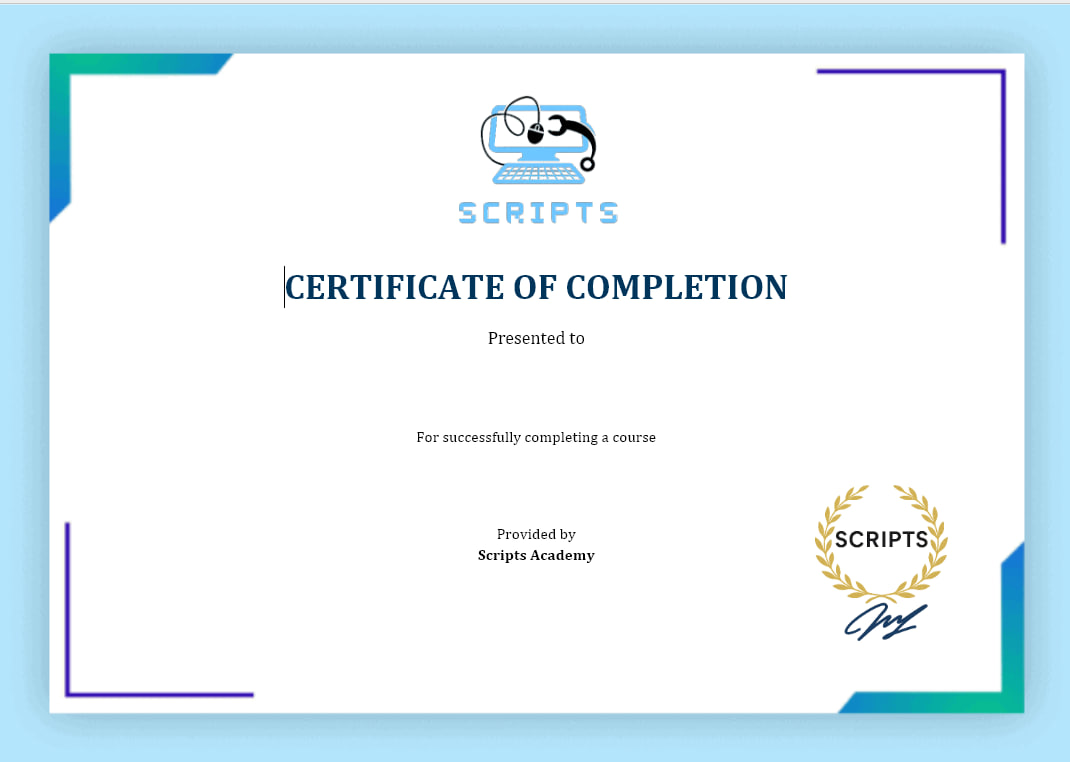 SCRIPTS
CERTIFICATE OF COMPLETION
Presented to
For successfully completing a course
Provided by
Scripts Academy
SCRIPTS